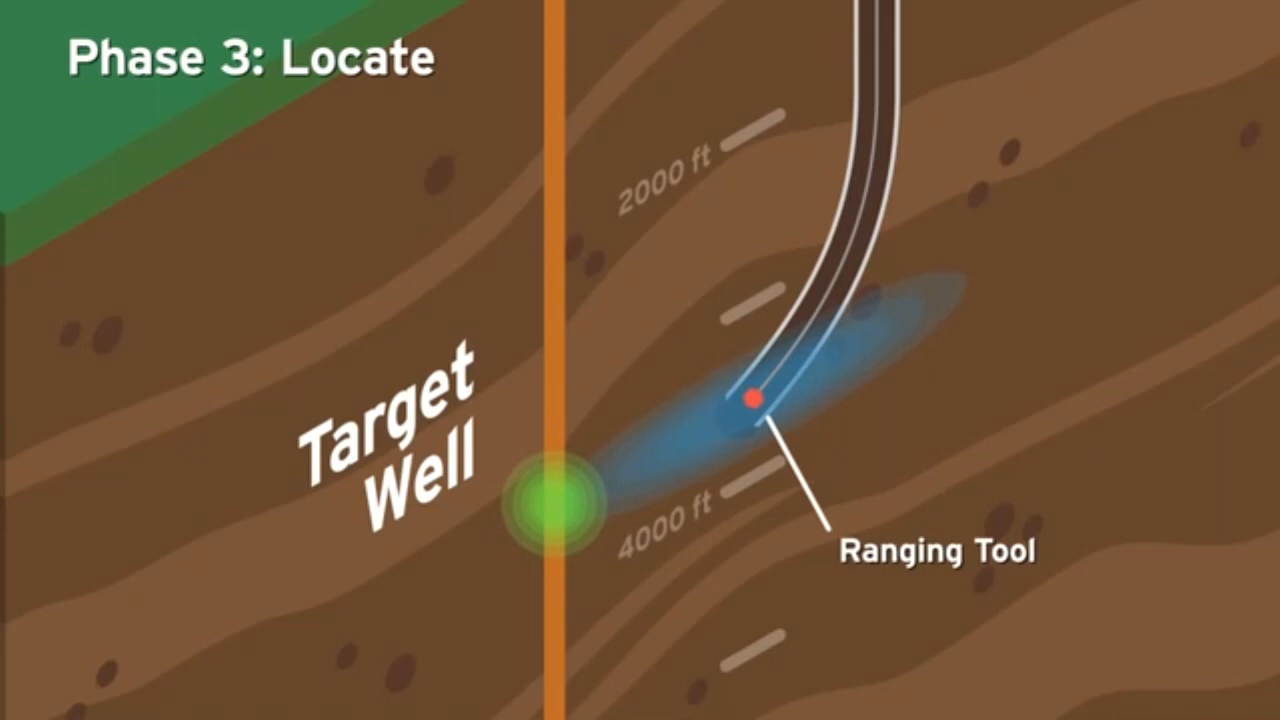 Phase 3: Locate
2000 ft
Target
Well
4000 ft
Ranging Tool